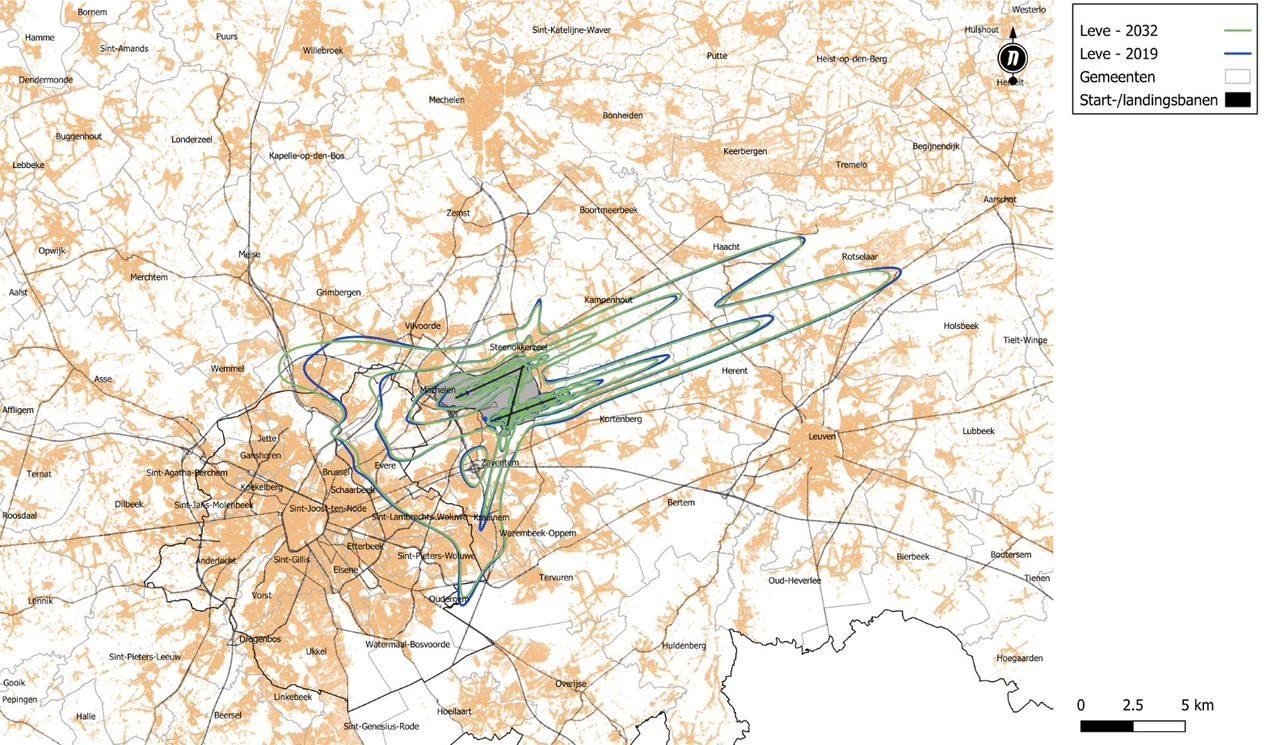 Bornem
Westerlo
Hamme
Puurs
Sint-Katelijne-Waver
Hulshout
Leve - 2032
Sint-Amands
Willebroek
Putte
Heist-op-den-Berg
Leve - 2019
Dendermonde
Gemeenten
Mechelen
Start-/landingsbanen
Bonheiden
Buggenhout
Londerzeel
Begijnendijk
Kapelle-op-den-Bos
Keerbergen
Lebbeke
Tremelo
Aarschot
Zemst
Boortmeerbeek
Opwijk
Meise
Haacht
Rotselaar
Merchtem
Aalst
Grimbergen
Kampenhout
Vilvoorde
Holsbeek
Steenokkerzeel
Tielt-Winge
Wemmel
Herent
Asse
Machelen
Affligem
Kortenberg
Jette
Leuven
Lubbeek
Ganshoren
Evere
Zaventem
Ternat
Sint-Agatha-Berchem
Brussel
Koekelberg
Schaarbeek
Dilbeek
Sint-Jans-Molenbeek
Sint-Joost-ten-Node
Bertem
Roosdaal
Sint-Lambrechts-Woluwe
Kraainem
Wezembeek-Oppem
Etterbeek
Sint-Pieters-Woluwe
Anderlecht
Sint-Gillis
Elsene
Bierbeek
Boutersem
Tervuren
Oud-Heverlee
Tienen
Lennik
Vorst
Oudergem
Drogenbos
Watermaal-Bosvoorde
Huldenberg
Ukkel
Sint-Pieters-Leeuw
Hoegaarden
Gooik
Overijse
Pepingen
Linkebeek
Halle
Beersel
Hoeilaart
Sint-Genesius-Rode
0 2.5 5 km